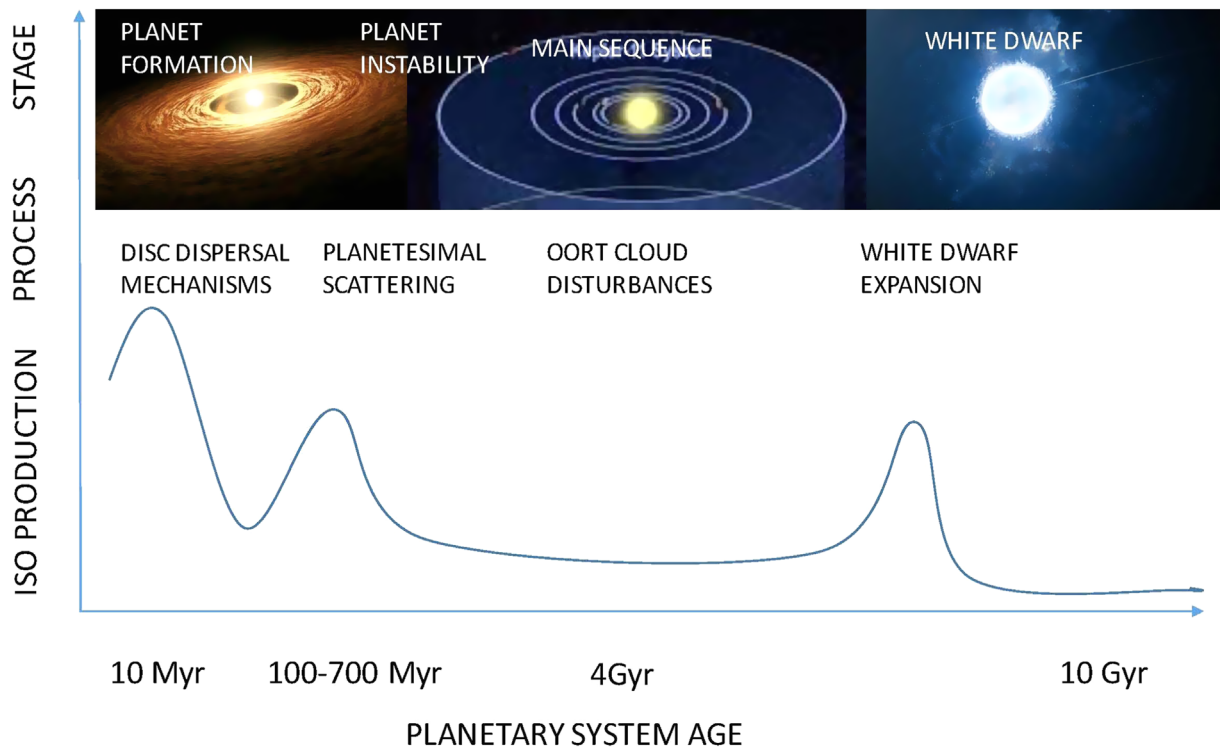 STAGE
PLANET
FORMATION
PLANET
INSTABILITY
MAIN SEQUENCE
WHITE DWARF
PROCESS
DISC DISPERSAL
MECHANISMS
PLANETESIMAL
SCATTERING
OORT CLOUD
DISTURBANCES
WHITE DWARF
EXPANSION
ISO PRODUCTION
10 Myr
100-700 Myr
4Gyr
10 Gyr
PLANETARY SYSTEM AGE